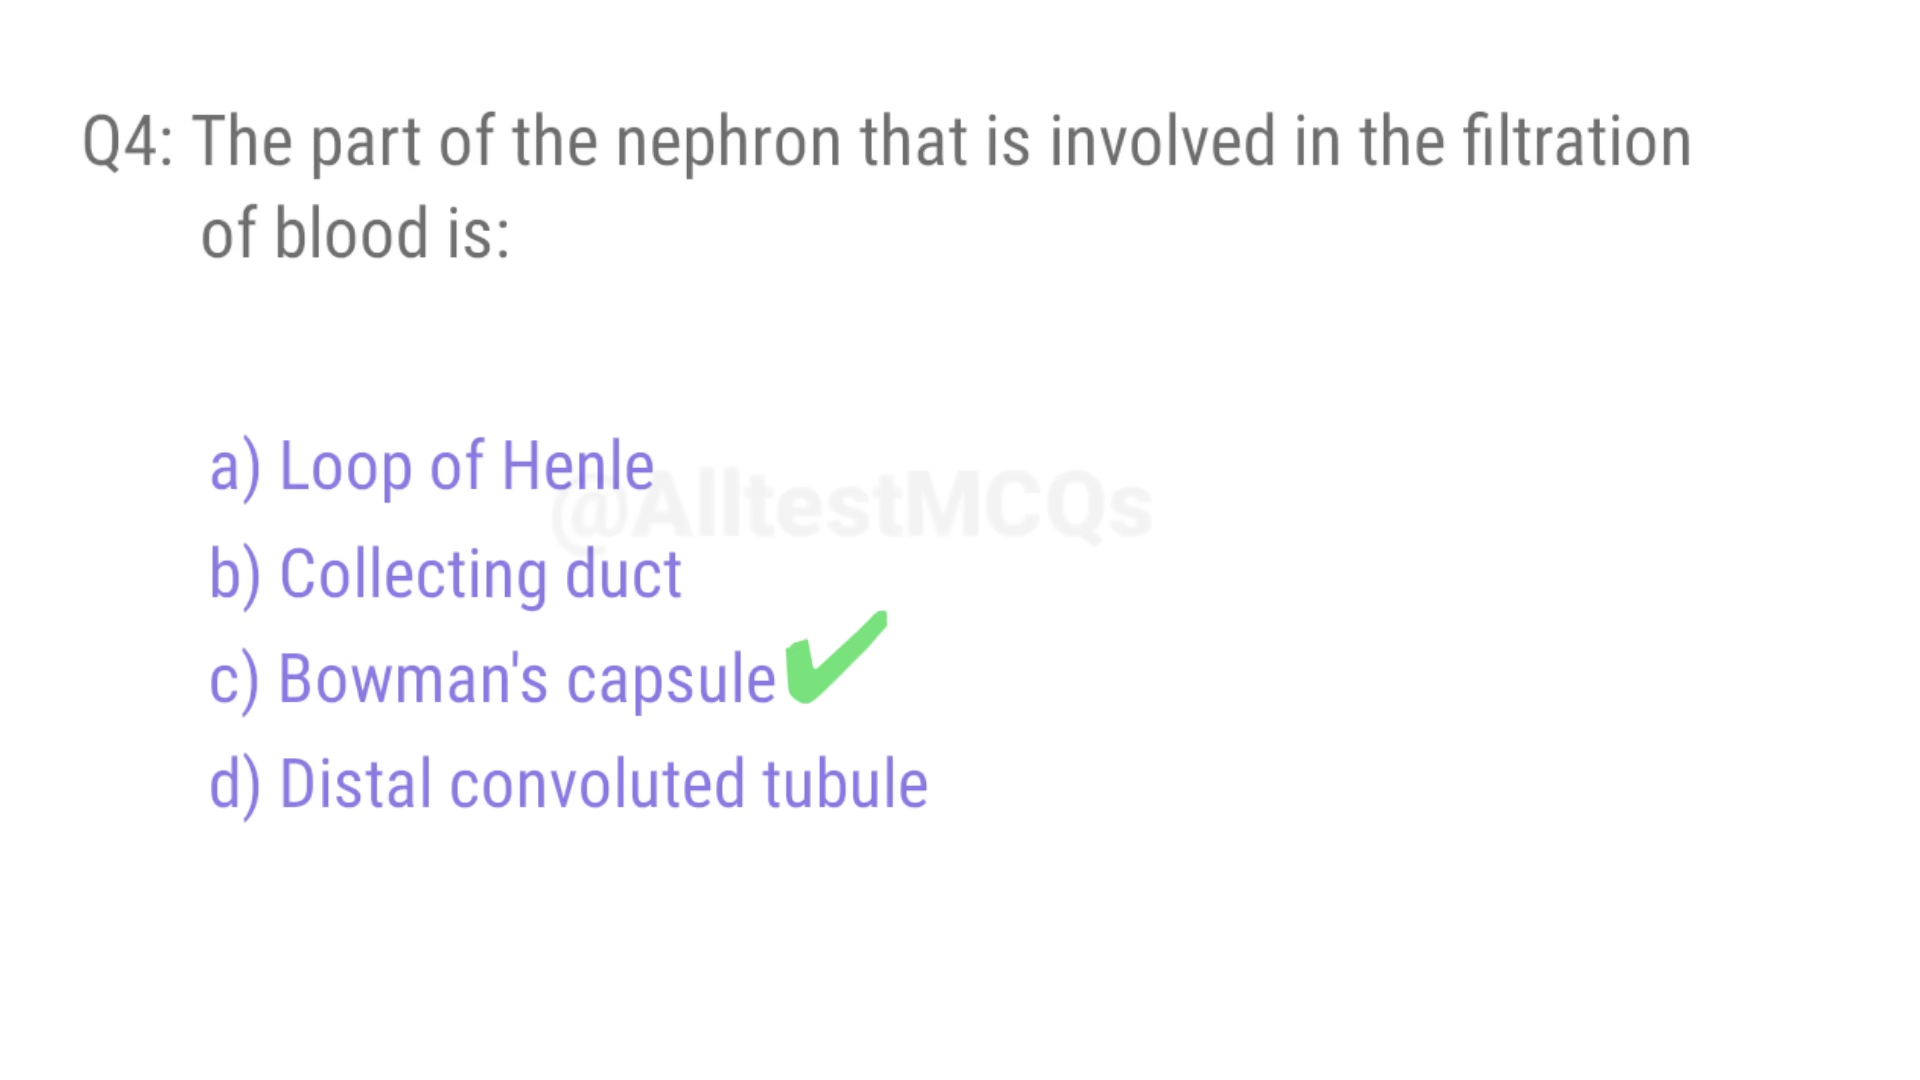 Q4: The part of the nephron that is involved in the filtration
of blood is:
a) Loop of Henle
@AlltestMCQs
b) Collecting duct
c) Bowman's capsule
d) Distal convoluted tubule